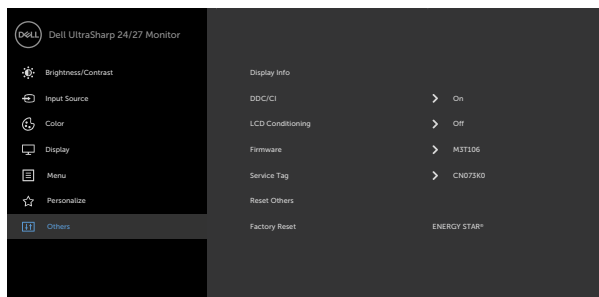 DELL Dell UltraSharp 24/27 Monitor
Brightness/Contrast Display Info
Input Source DDC/CI On
Color LCD Conditioning Off
Display Firmware M3T106
Menu Service Tag CN073K0
Personalize Reset Others
Others Factory Reset ENERGY STAR®